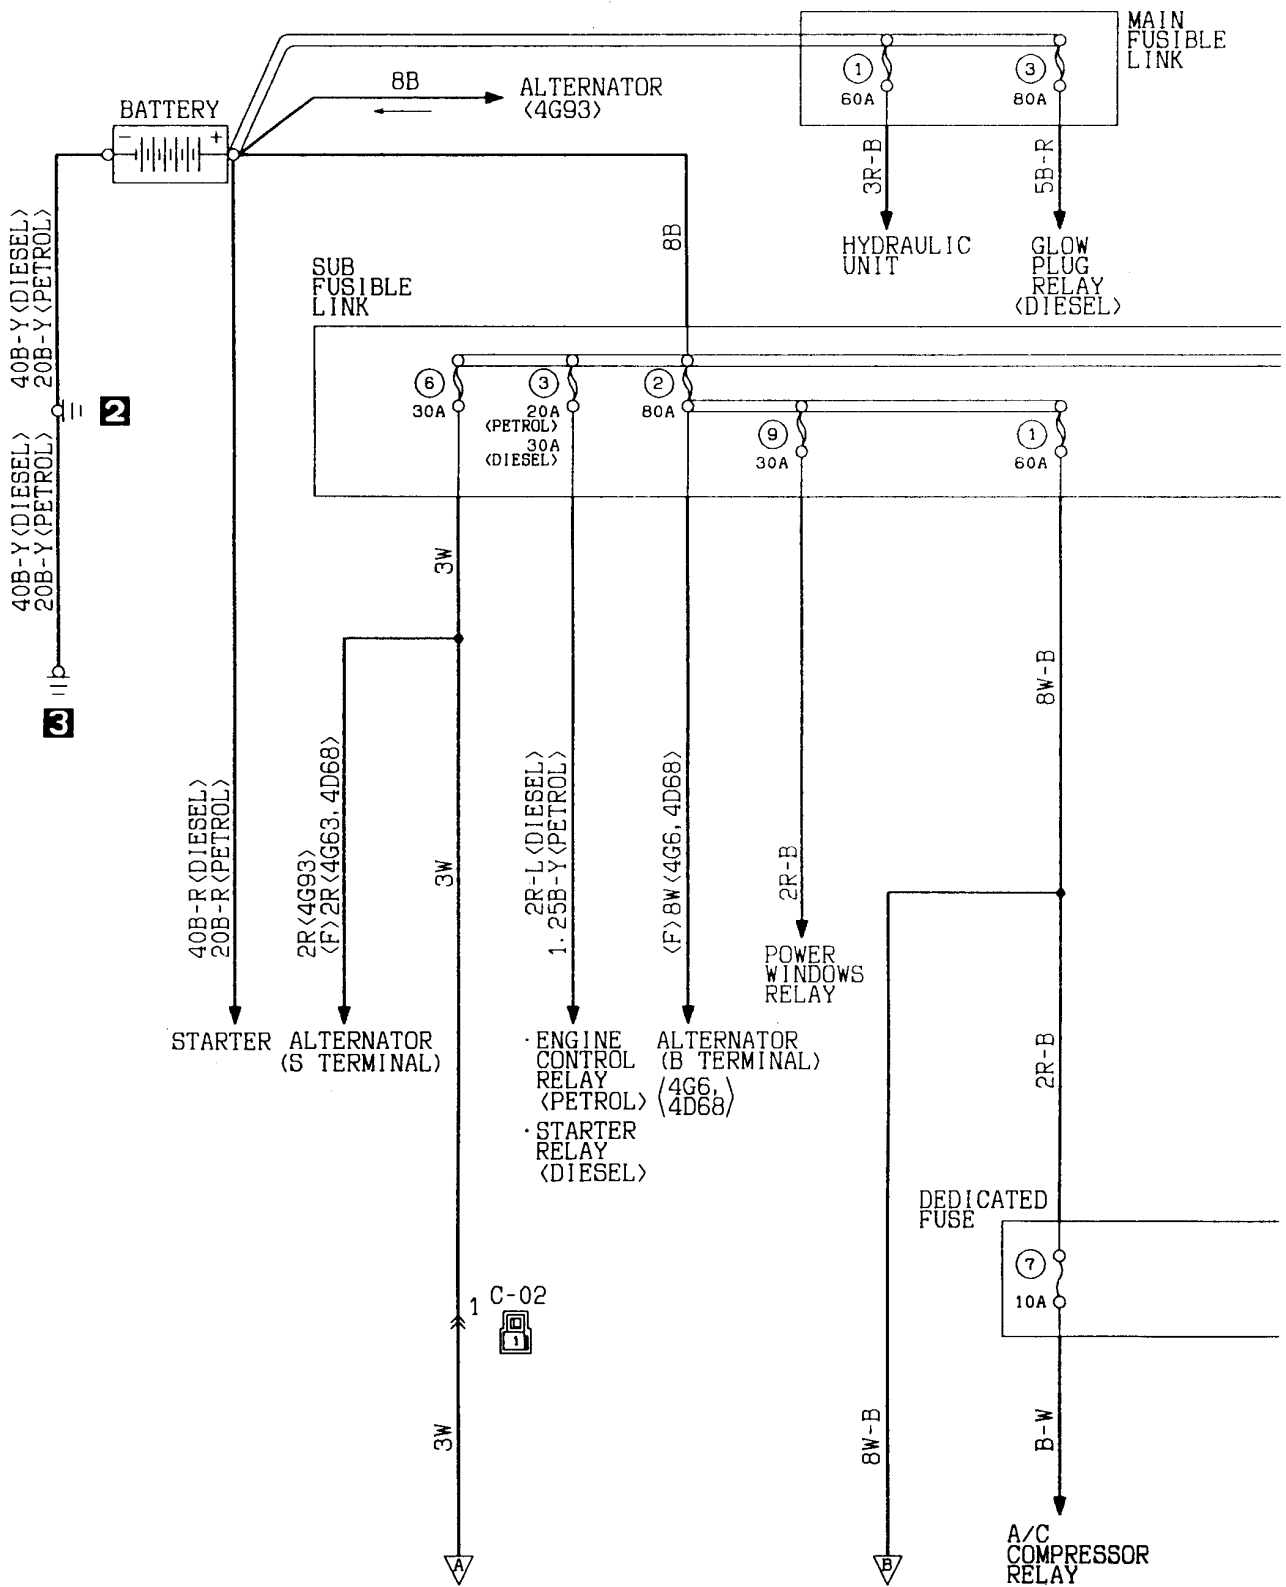 MAIN
FUSIBLE
LINK
1
60A
3
80A
8B
ALTERNATOR
<4G93>
BATTERY
- +
3R-B
5B-R
HYDRAULIC
UNIT
GLOW
PLUG
RELAY
<DIESEL>
40B-Y<DIESEL>
20B-Y<PETROL>
8B
SUB
FUSIBLE
LINK
6
30A
3
20A
<PETROL>
30A
<DIESEL>
2
80A
9
30A
1
60A
2
40B-Y<DIESEL>
20B-Y<PETROL>
3
3W
8W-B
40B-R<DIESEL>
20B-R<PETROL>
2R<4G93>
<F>2R<4G63, 4D68>
3W
2R-L<DIESEL>
1.25B-Y<PETROL>
<F>8W<4G6, 4D68>
2R-B
POWER
WINDOWS
RELAY
STARTER
ALTERNATOR
(S TERMINAL)
·ENGINE
CONTROL
RELAY
<PETROL>
·STARTER
RELAY
<DIESEL>
ALTERNATOR
(B TERMINAL)
<4G6,
4D68>
2R-B
DEDICATED
FUSE
7
10A
1 C-02
1
3W
8W-B
B-W
A
B
A/C
COMPRESSOR
RELAY